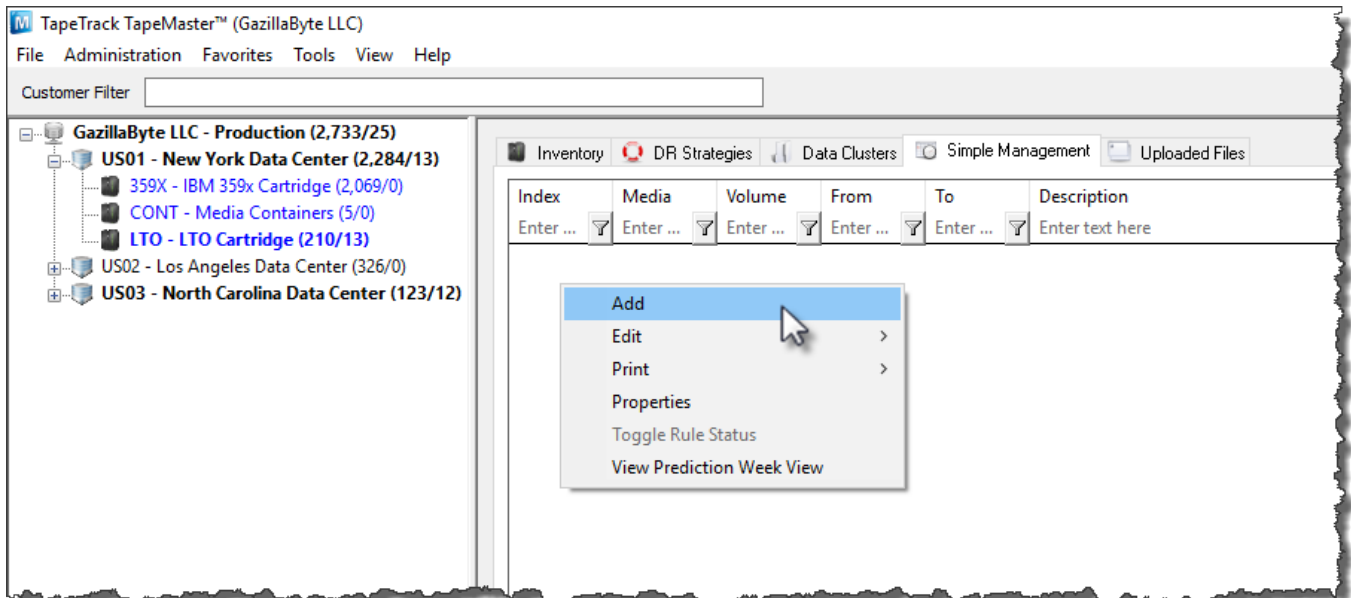 TapeTrack TapeMaster™ (GazillaByte LLC)
File Administration Favorites Tools View Help
Customer Filter
GazillaByte LLC - Production (2,733/25)
US01 - New York Data Center (2,284/13)
359X - IBM 359x Cartridge (2,069/0)
CONT - Media Containers (5/0)
LTO - LTO Cartridge (210/13)
US02 - Los Angeles Data Center (326/0)
US03 - North Carolina Data Center (123/12)
Inventory DR Strategies Data Clusters Simple Management Uploaded Files
Index Media Volume From To Description
Enter ... Enter ... Enter ... Enter ... Enter ... Enter text here
Add
Edit
Print
Properties
Toggle Rule Status
View Prediction Week View